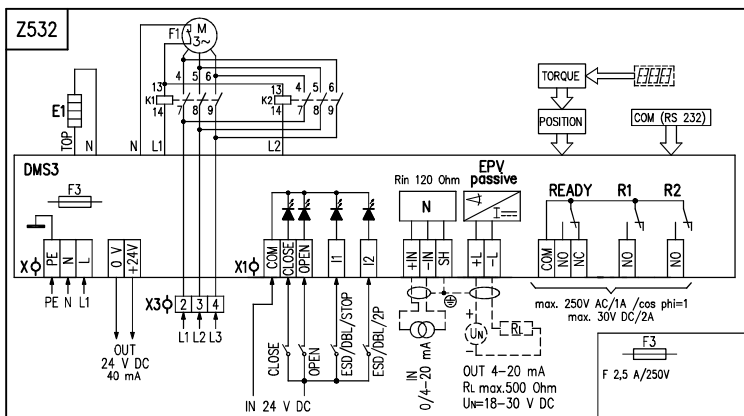 Z532
F1
M
3~
4 5 6
13
K1
14
7 8 9
13
K2
14
4 5 6
7 8 9
E1
TOP
N
N
L1
L2
TORQUE
POSITION
COM (RS 232)
DMS3
F3
Rin 120 Ohm
N
EPV
passive
READY
R1
R2
X
PE
N
L
0 V
+24V
X1
COM
CLOSE
OPEN
I1
I2
+IN
-IN
SH
+L
-L
COM
NO
NC
NO
NO
PE N L1
X3
2 3 4
L1 L2 L3
OUT
24 V DC
40 mA
CLOSE
OPEN
ESD/DBL/STOP
ESD/DBL/2P
IN 24 V DC
IN
0/4-20 mA
+
UN
-
RL
OUT 4-20 mA
RL max.500 Ohm
UN=18-30 V DC
max. 250V AC/1A /cos phi=1
max. 30V DC/2A
F3
F 2,5 A/250V